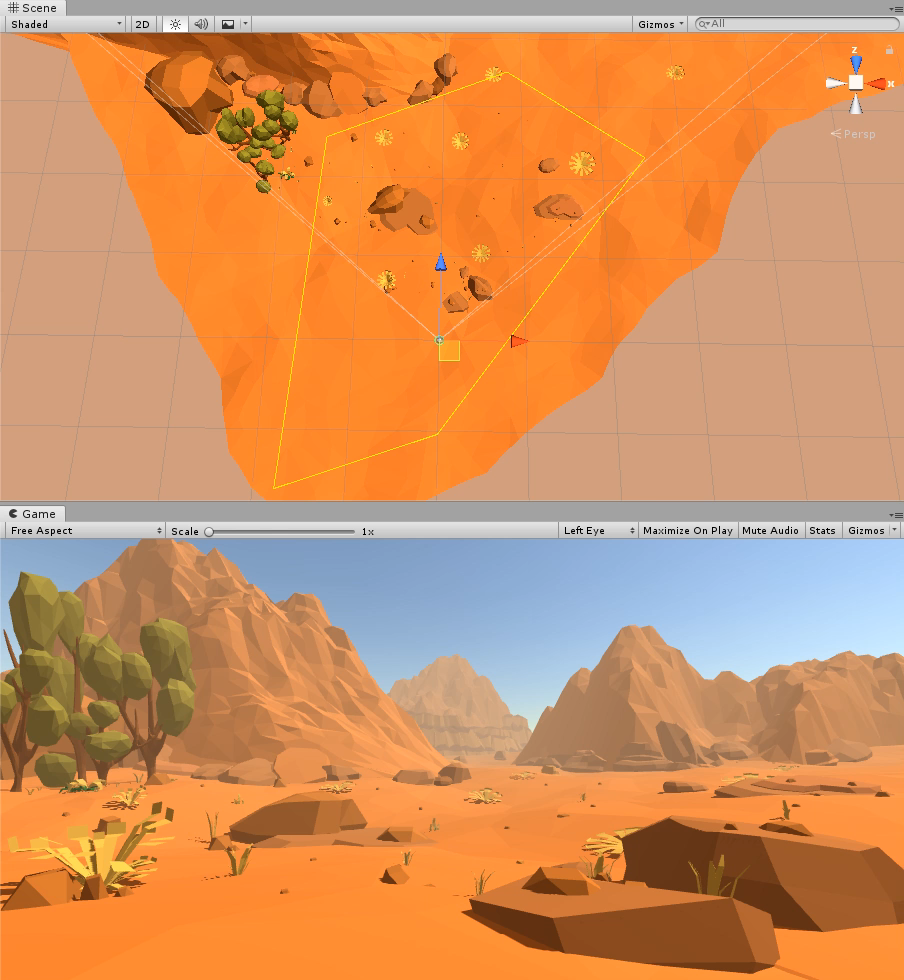 Scene
Shaded 2D Gizmos All
z
x
Persp
Game
Free Aspect Scale 1x Left Eye Maximize On Play Mute Audio Stats Gizmos